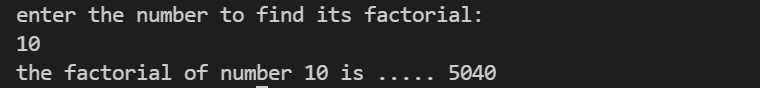 enter the number to find its factorial:
10
the factorial of number 10 is ..... 5040